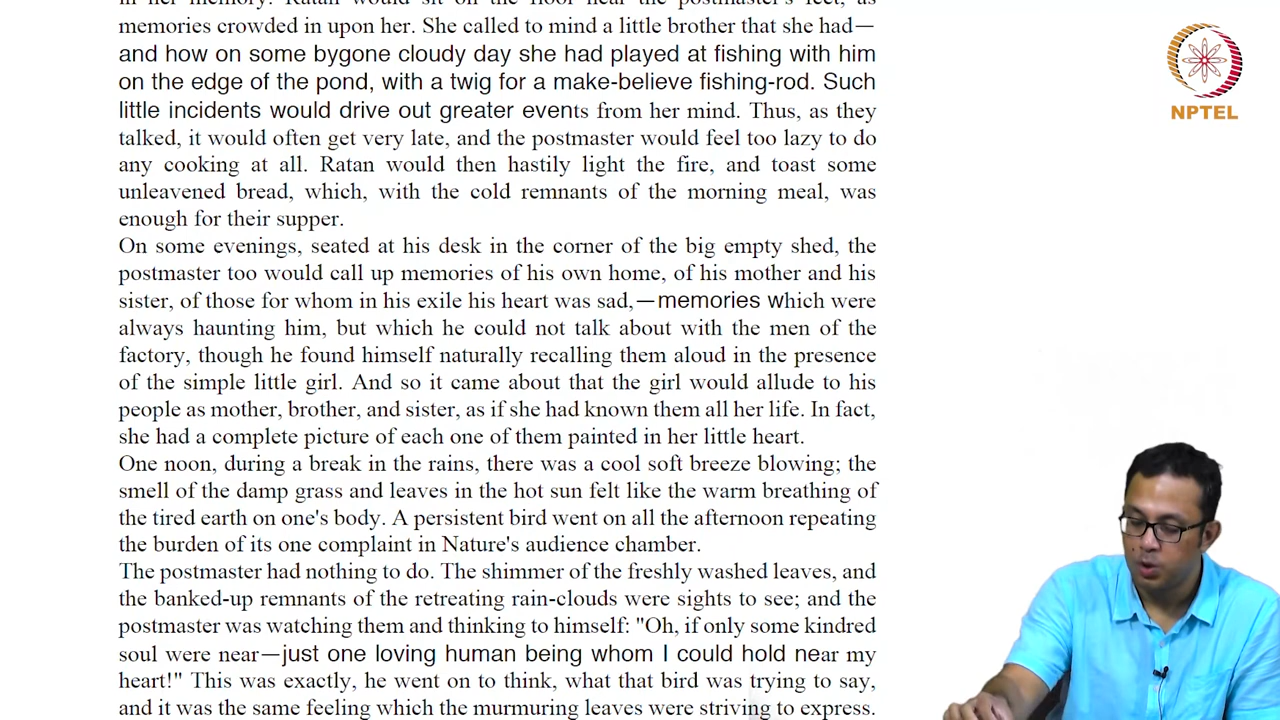 in her memory. Ratan would sit on the floor near the postmaster's feet, as
memories crowded in upon her. She called to mind a little brother that she had—
and how on some bygone cloudy day she had played at fishing with him
on the edge of the pond, with a twig for a make-believe fishing-rod. Such
little incidents would drive out greater events from her mind. Thus, as they
talked, it would often get very late, and the postmaster would feel too lazy to do
any cooking at all. Ratan would then hastily light the fire, and toast some
unleavened bread, which, with the cold remnants of the morning meal, was
enough for their supper.
On some evenings, seated at his desk in the corner of the big empty shed, the
postmaster too would call up memories of his own home, of his mother and his
sister, of those for whom in his exile his heart was sad,—memories which were
always haunting him, but which he could not talk about with the men of the
factory, though he found himself naturally recalling them aloud in the presence
of the simple little girl. And so it came about that the girl would allude to his
people as mother, brother, and sister, as if she had known them all her life. In fact,
she had a complete picture of each one of them painted in her little heart.
One noon, during a break in the rains, there was a cool soft breeze blowing; the
smell of the damp grass and leaves in the hot sun felt like the warm breathing of
the tired earth on one's body. A persistent bird went on all the afternoon repeating
the burden of its one complaint in Nature's audience chamber.
The postmaster had nothing to do. The shimmer of the freshly washed leaves, and
the banked-up remnants of the retreating rain-clouds were sights to see; and the
postmaster was watching them and thinking to himself: "Oh, if only some kindred
soul were near—just one loving human being whom I could hold near my
heart!" This was exactly, he went on to think, what that bird was trying to say,
and it was the same feeling which the murmuring leaves were striving to express.
NPTEL